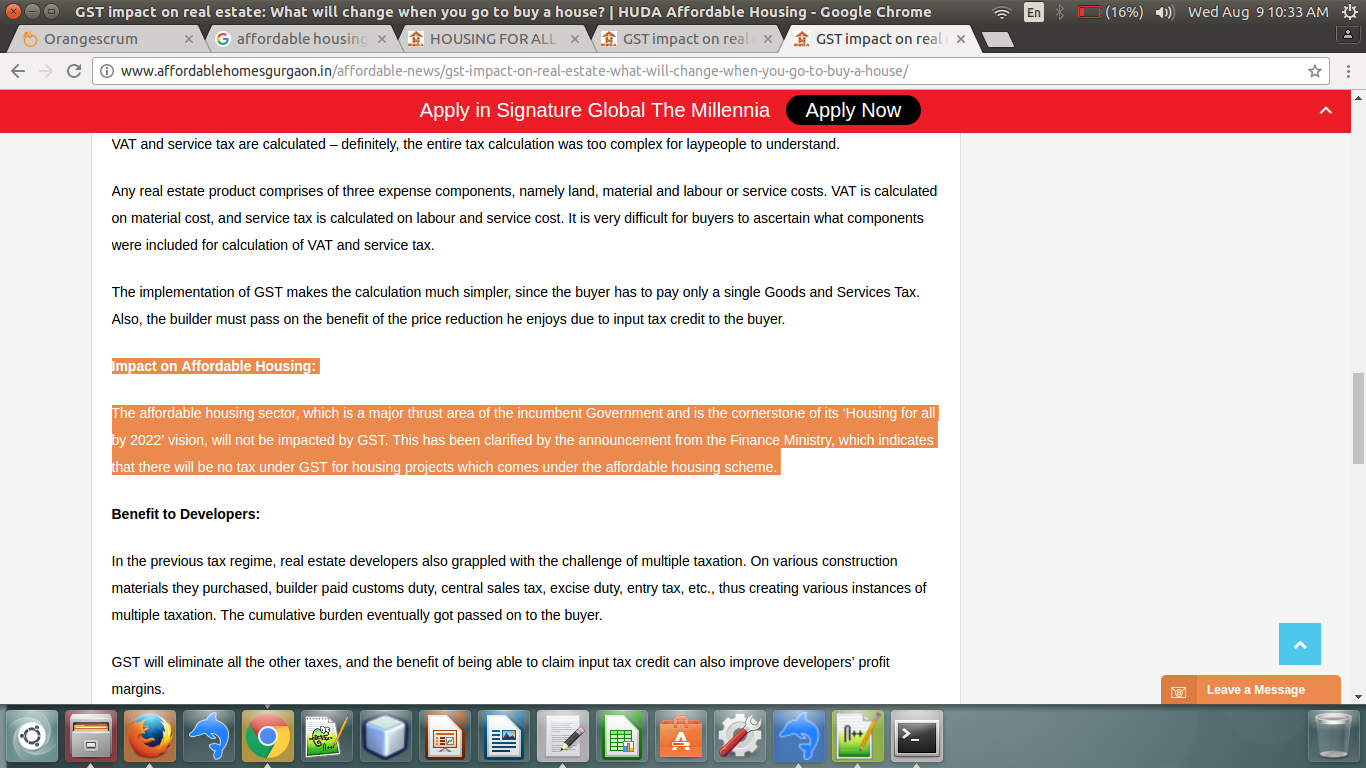 GST impact on real estate: What will change when you go to buy a house? | HUDA Affordable Housing - Google Chrome
En
(16%)
Wed Aug 9 10:33 AM
Orangescrum
affordable housing
HOUSING FOR ALL
GST impact on real
GST impact on real
www.affordablehomesgurgaon.in/affordable-news/gst-impact-on-real-estate-what-will-change-when-you-go-to-buy-a-house/
Apply in Signature Global The Millennia Apply Now
VAT and service tax are calculated – definitely, the entire tax calculation was too complex for laypeople to understand.
Any real estate product comprises of three expense components, namely land, material and labour or service costs. VAT is calculated
on material cost, and service tax is calculated on labour and service cost. It is very difficult for buyers to ascertain what components
were included for calculation of VAT and service tax.
The implementation of GST makes the calculation much simpler, since the buyer has to pay only a single Goods and Services Tax.
Also, the builder must pass on the benefit of the price reduction he enjoys due to input tax credit to the buyer.
Impact on Affordable Housing:
The affordable housing sector, which is a major thrust area of the incumbent Government and is the cornerstone of its ‘Housing for all
by 2022’ vision, will not be impacted by GST. This has been clarified by the announcement from the Finance Ministry, which indicates
that there will be no tax under GST for housing projects which comes under the affordable housing scheme.
Benefit to Developers:
In the previous tax regime, real estate developers also grappled with the challenge of multiple taxation. On various construction
materials they purchased, builder paid customs duty, central sales tax, excise duty, entry tax, etc., thus creating various instances of
multiple taxation. The cumulative burden eventually got passed on to the buyer.
GST will eliminate all the other taxes, and the benefit of being able to claim input tax credit can also improve developers’ profit
margins.
Leave a Message